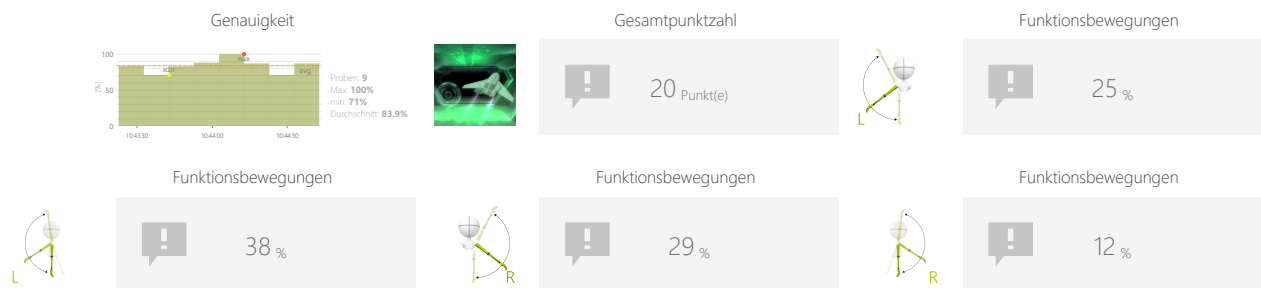 Genauigkeit
100
50
0
[%]
min
max
avg
10:43:30
10:44:00
10:44:30
Proben: 9
Max: 100%
min: 71%
Durchschnitt: 83.9%
Gesamtpunktzahl
20 Punkt(e)
Funktionsbewegungen
L
25 %
Funktionsbewegungen
L
38 %
Funktionsbewegungen
R
29 %
Funktionsbewegungen
R
12 %